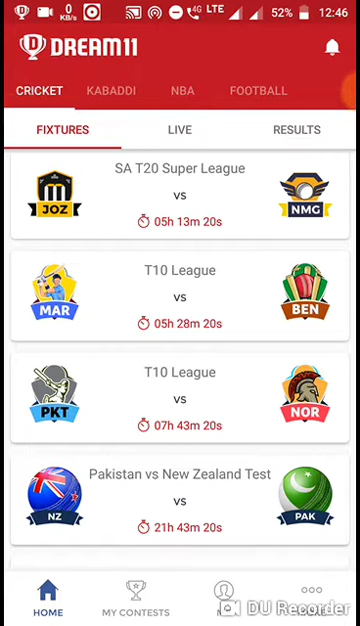 0 KB/s 4G LTE 52% 12:46
DREAM11
CRICKET KABADDI NBA FOOTBALL
FIXTURES LIVE RESULTS
SA T20 Super League
JOZ vs NMG
05h 13m 20s
T10 League
MAR vs BEN
05h 28m 20s
T10 League
PKT vs NOR
07h 43m 20s
Pakistan vs New Zealand Test
NZ vs PAK
21h 43m 20s
HOME MY CONTESTS
DU Recorder